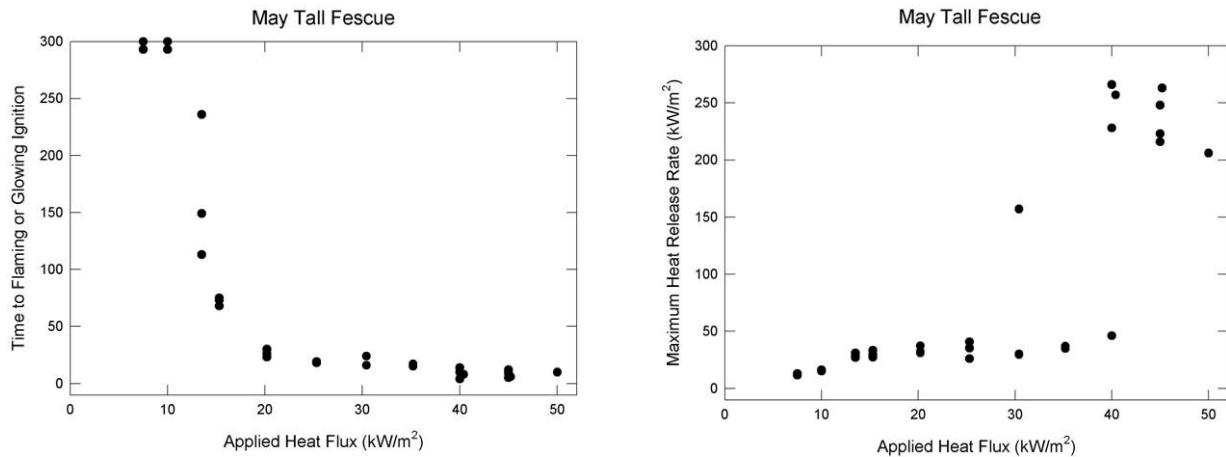 May Tall Fescue
Time to Flaming or Glowing Ignition
300
250
200
150
100
50
0
0 10 20 30 40 50
Applied Heat Flux (kW/m²)
May Tall Fescue
Maximum Heat Release Rate (kW/m²)
300
250
200
150
100
50
0
0 10 20 30 40 50
Applied Heat Flux (kW/m²)